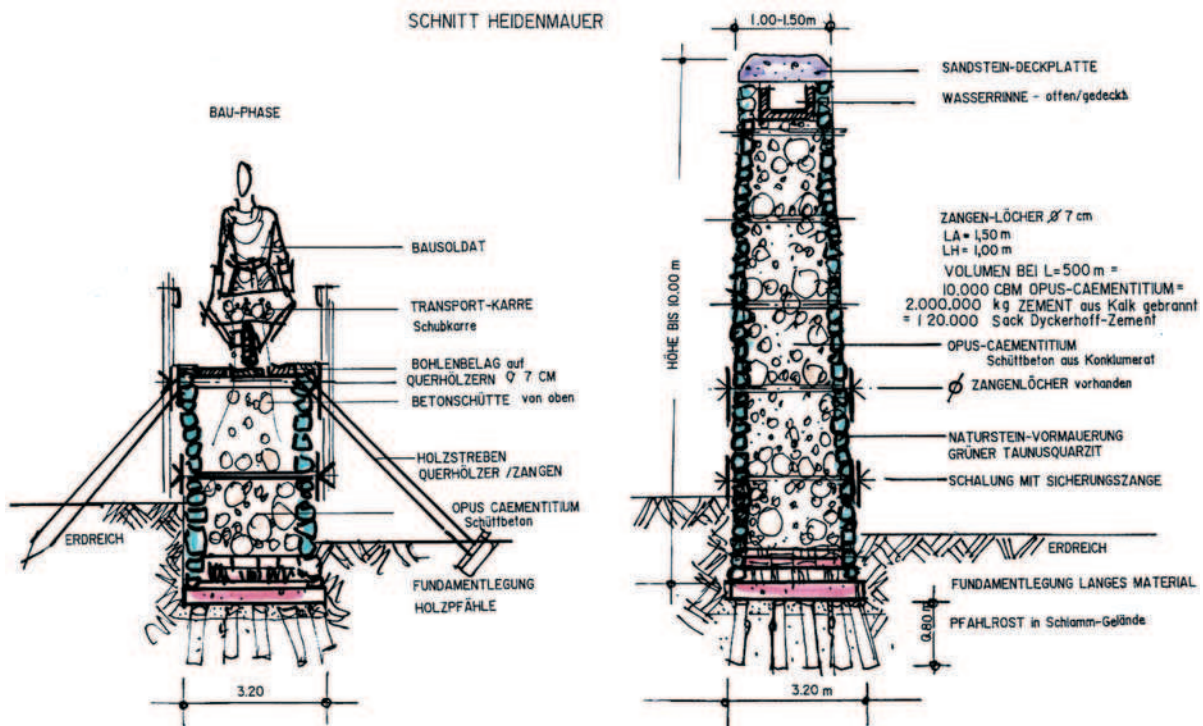 SCHNITT HEIDENMAUER
BAU-PHASE
BAUSOLDAT
TRANSPORT-KARRE
Schubkarre
BOHLENBELAG auf
QUERHÖLZERN Ϙ 7 CM
BETONSCHÜTTE von oben
HOLZSTREBEN
QUERHÖLZER /ZANGEN
OPUS CAEMENTITIUM
Schüttbeton
ERDREICH
FUNDAMENTLEGUNG
HOLZPFÄHLE
3.20
1.00-1.50m
SANDSTEIN-DECKPLATTE
WASSERRINNE - offen/gedeckt
HÖHE BIS 10.00 m
ZANGEN-LÖCHER Ø 7 cm
LA = 1,50 m
LH = 1,00 m
VOLUMEN BEI L= 500 m =
10.000 CBM OPUS-CAEMENTITIUM =
2.000.000 kg ZEMENT aus Kalk gebrannt
= 120.000 Sack Dyckerhoff-Zement
OPUS-CAEMENTITIUM
Schüttbeton aus Konklumerat
Ø ZANGENLÖCHER vorhanden
NATURSTEIN-VORMAUERUNG
GRÜNER TAUNUSQUARZIT
SCHALUNG MIT SICHERUNGSZANGE
ERDREICH
FUNDAMENTLEGUNG LANGES MATERIAL
PFAHLROST in Schlamm-Gelände
0.80 m
3.20 m